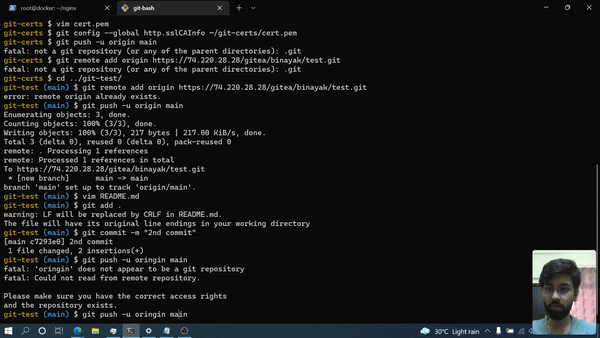 root@docker: ~/nginx
git-bash
git-certs $ vim cert.pem
git-certs $ git config --global http.sslCAInfo ~/git-certs/cert.pem
git-certs $ git push -u origin main
fatal: not a git repository (or any of the parent directories): .git
git-certs $ git remote add origin https://74.220.28.28/gitea/binayak/test.git
fatal: not a git repository (or any of the parent directories): .git
git-certs $ cd ../git-test/
git-test (main) $ git remote add origin https://74.220.28.28/gitea/binayak/test.git
error: remote origin already exists.
git-test (main) $ git push -u origin main
Enumerating objects: 3, done.
Counting objects: 100% (3/3), done.
Writing objects: 100% (3/3), 217 bytes | 217.00 KiB/s, done.
Total 3 (delta 0), reused 0 (delta 0), pack-reused 0
remote: . Processing 1 references
remote: Processed 1 references in total
To https://74.220.28.28/gitea/binayak/test.git
 * [new branch]      main -> main
branch 'main' set up to track 'origin/main'.
git-test (main) $ vim README.md
git-test (main) $ git add .
warning: LF will be replaced by CRLF in README.md.
The file will have its original line endings in your working directory
git-test (main) $ git commit -m "2nd commit"
[main c7293e0] 2nd commit
 1 file changed, 2 insertions(+)
git-test (main) $ git push -u oringin main
fatal: 'oringin' does not appear to be a git repository
fatal: Could not read from remote repository.

Please make sure you have the correct access rights
and the repository exists.
git-test (main) $ git push -u oringin main
30°C Light rain